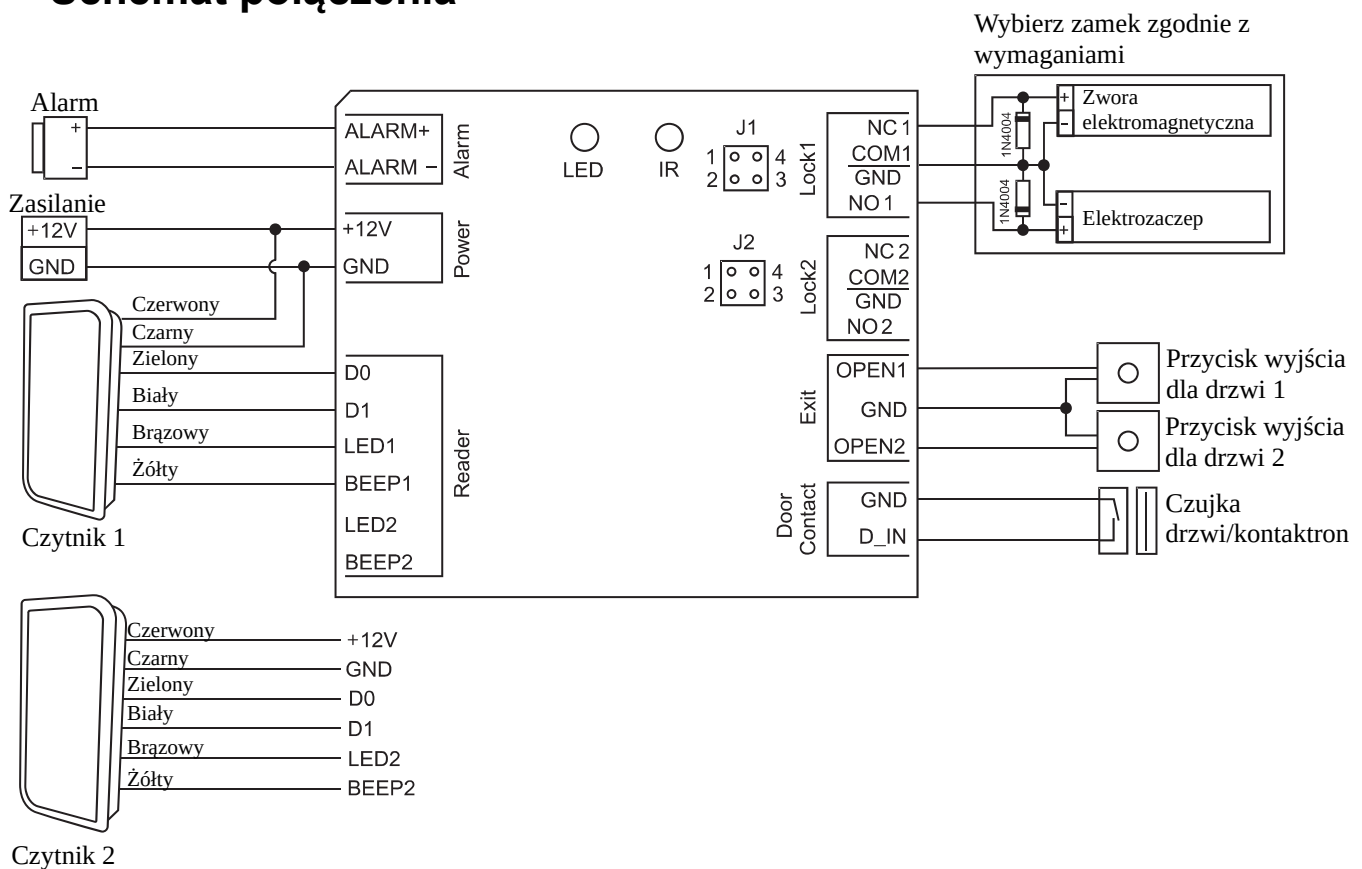 Schemat połączenia
Wybierz zamek zgodnie z
wymaganiami
Alarm
+
–
Zasilanie
+12V
GND
Czerwony
Czarny
Zielony
Biały
Brązowy
Żółty
Czytnik 1
ALARM+
ALARM –
Alarm
+12V
GND
Power
D0
D1
LED1
BEEP1
LED2
BEEP2
Reader
LED
IR
J1
1 4
2 3
J2
1 4
2 3
NC 1
COM1
GND
NO 1
Lock1
NC 2
COM2
GND
NO 2
Lock2
OPEN1
GND
OPEN2
Exit
GND
D_IN
Door
Contact
1N4004
1N4004
+ Zwora
- elektromagnetyczna
-
+
Elektrozaczep
Przycisk wyjścia
dla drzwi 1
Przycisk wyjścia
dla drzwi 2
Czujka
drzwi/kontaktron
Czerwony +12V
Czarny GND
Zielony D0
Biały D1
Brązowy LED2
Żółty BEEP2
Czytnik 2